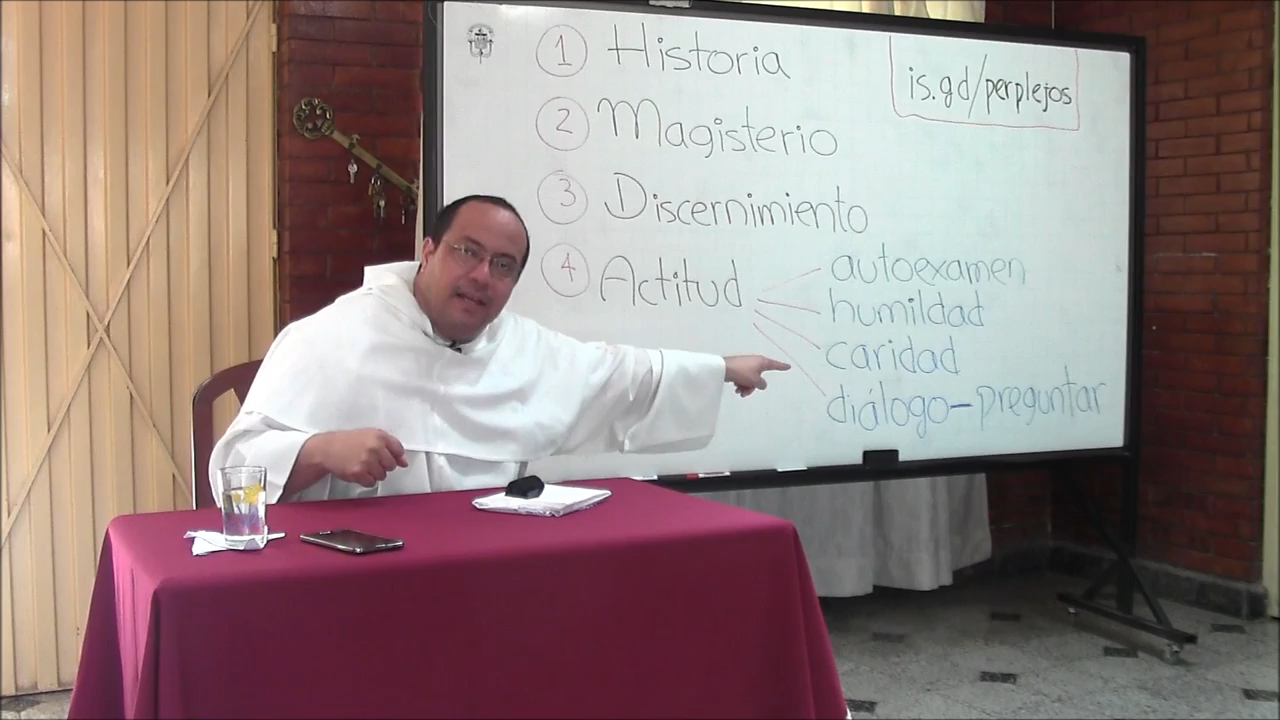 1 Historia
is.gd/perplejos
2 Magisterio
3 Discernimiento
4 Actitud
autoexamen
humildad
caridad
diálogo-preguntar